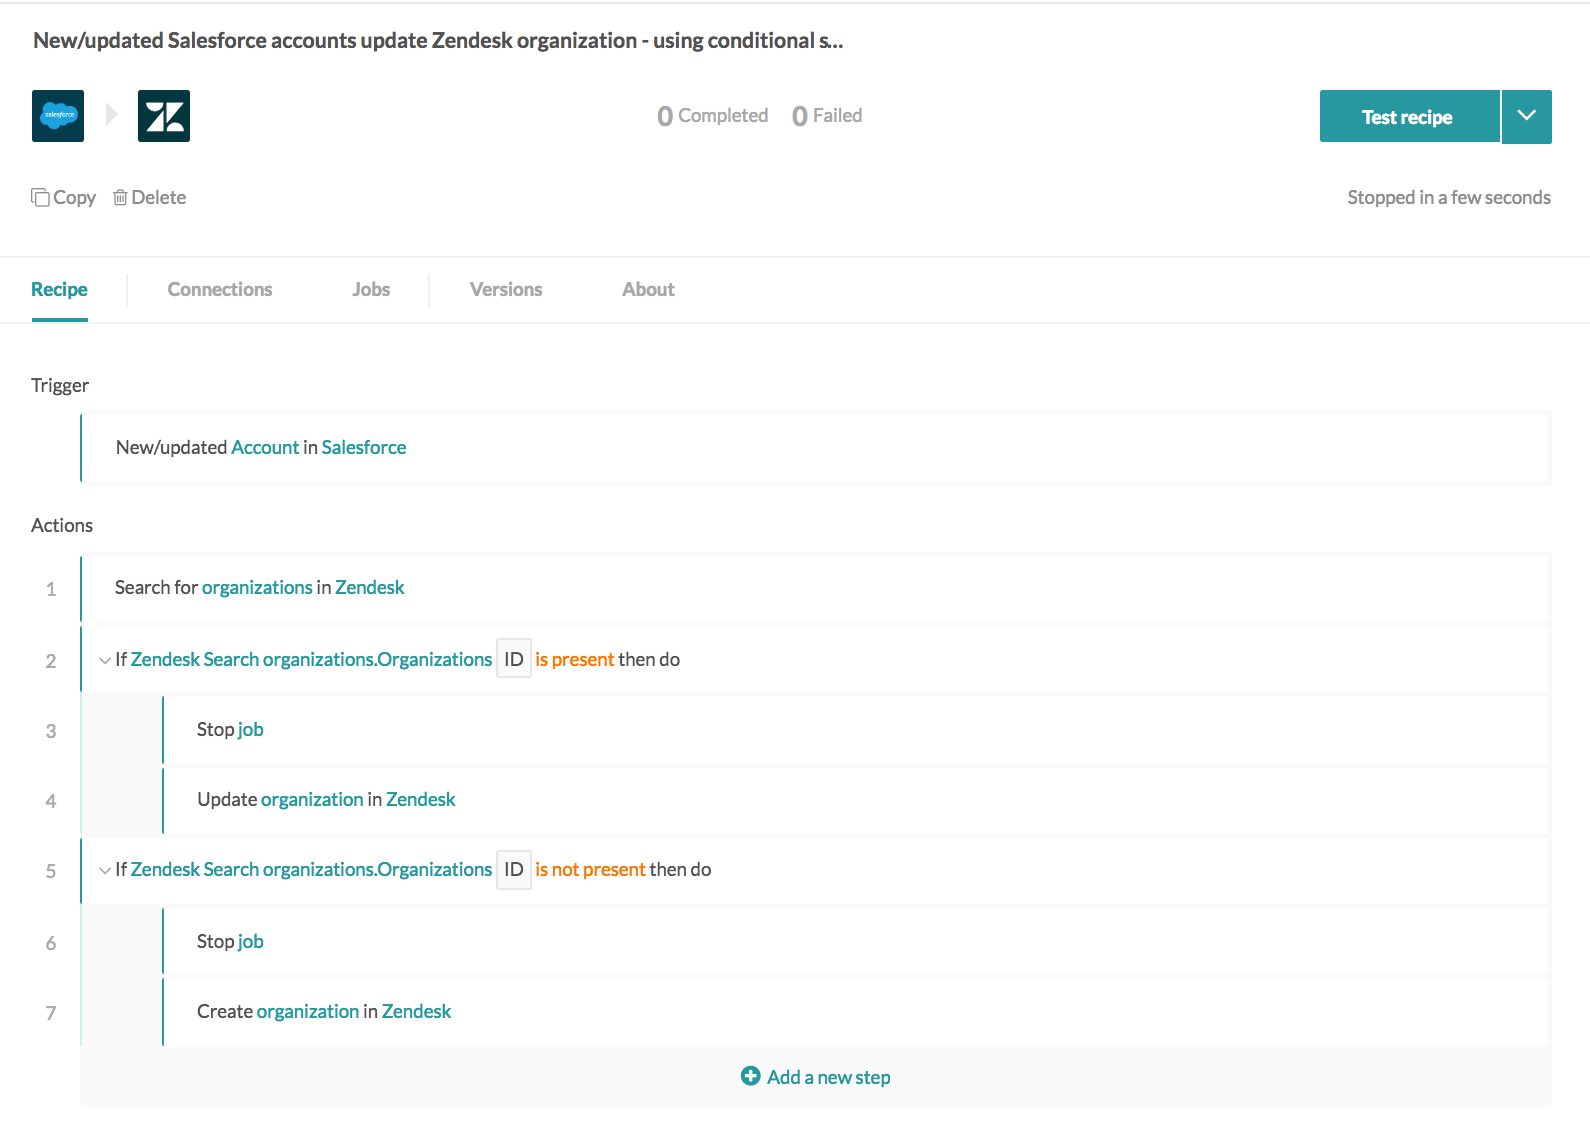 New/updated Salesforce accounts update Zendesk organization - using conditional s...
salesforce
0 Completed 0 Failed
Test recipe
Copy Delete
Stopped in a few seconds
Recipe Connections Jobs Versions About
Trigger
New/updated Account in Salesforce
Actions
1 Search for organizations in Zendesk
2 If Zendesk Search organizations.Organizations ID is present then do
3 Stop job
4 Update organization in Zendesk
5 If Zendesk Search organizations.Organizations ID is not present then do
6 Stop job
7 Create organization in Zendesk
Add a new step